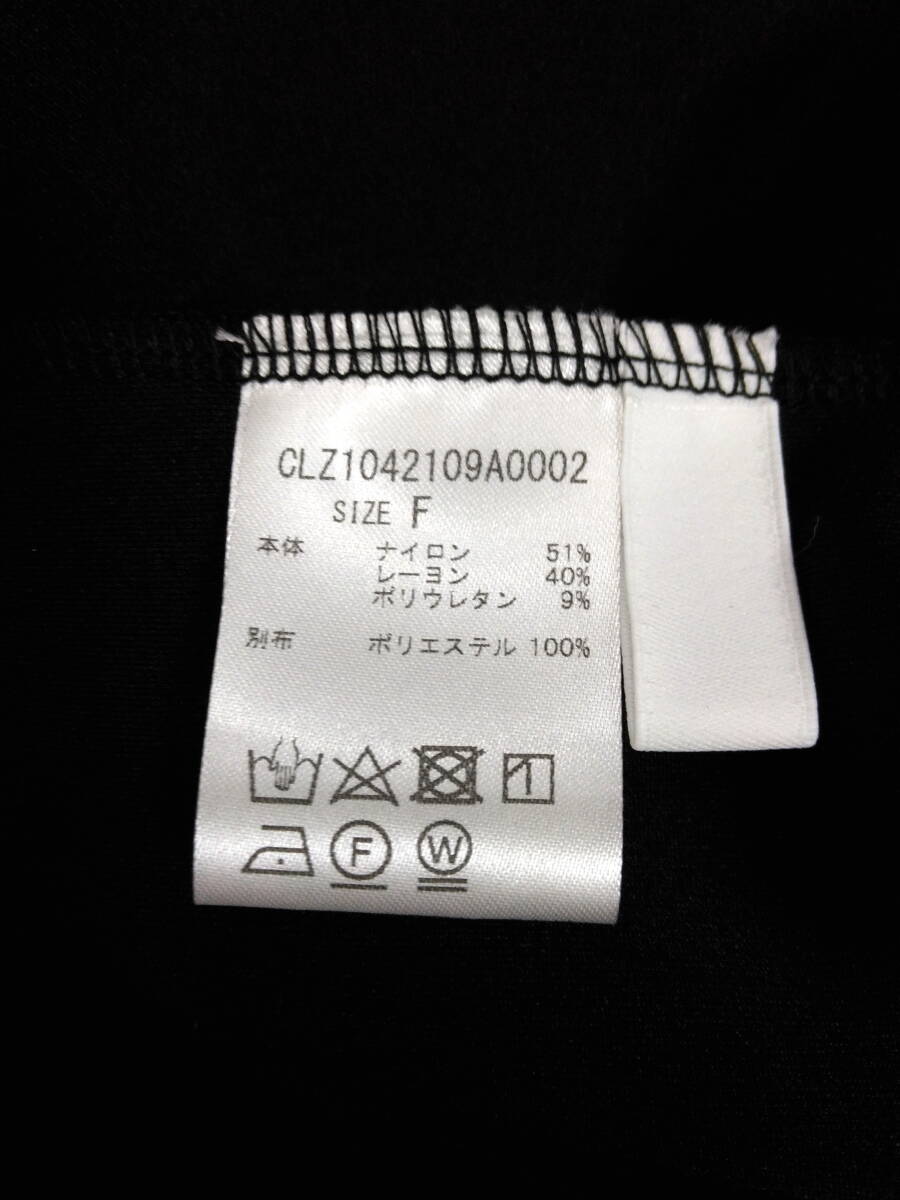 CLZ1042109A0002
SIZE F
本体 ナイロン 51%
レーヨン 40%
ポリウレタン 9%
別布 ポリエステル 100%
F W